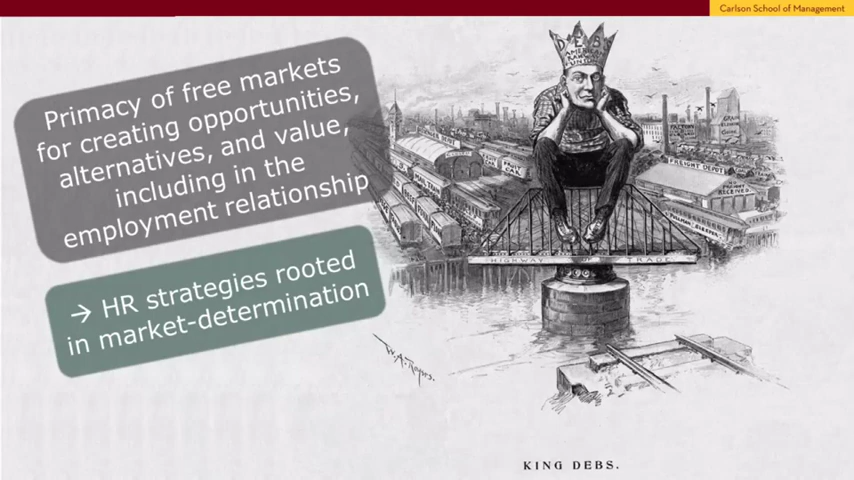 Carlson School of Management
Primacy of free markets
for creating opportunities,
alternatives, and value,
including in the
employment relationship
→ HR strategies rooted
in market-determination
DEBS
AMERICAN
RAILWAY
UNION
FREIGHT DEPOT
HIGHWAY OF TRADE
W.A. Rogers.
KING DEBS.